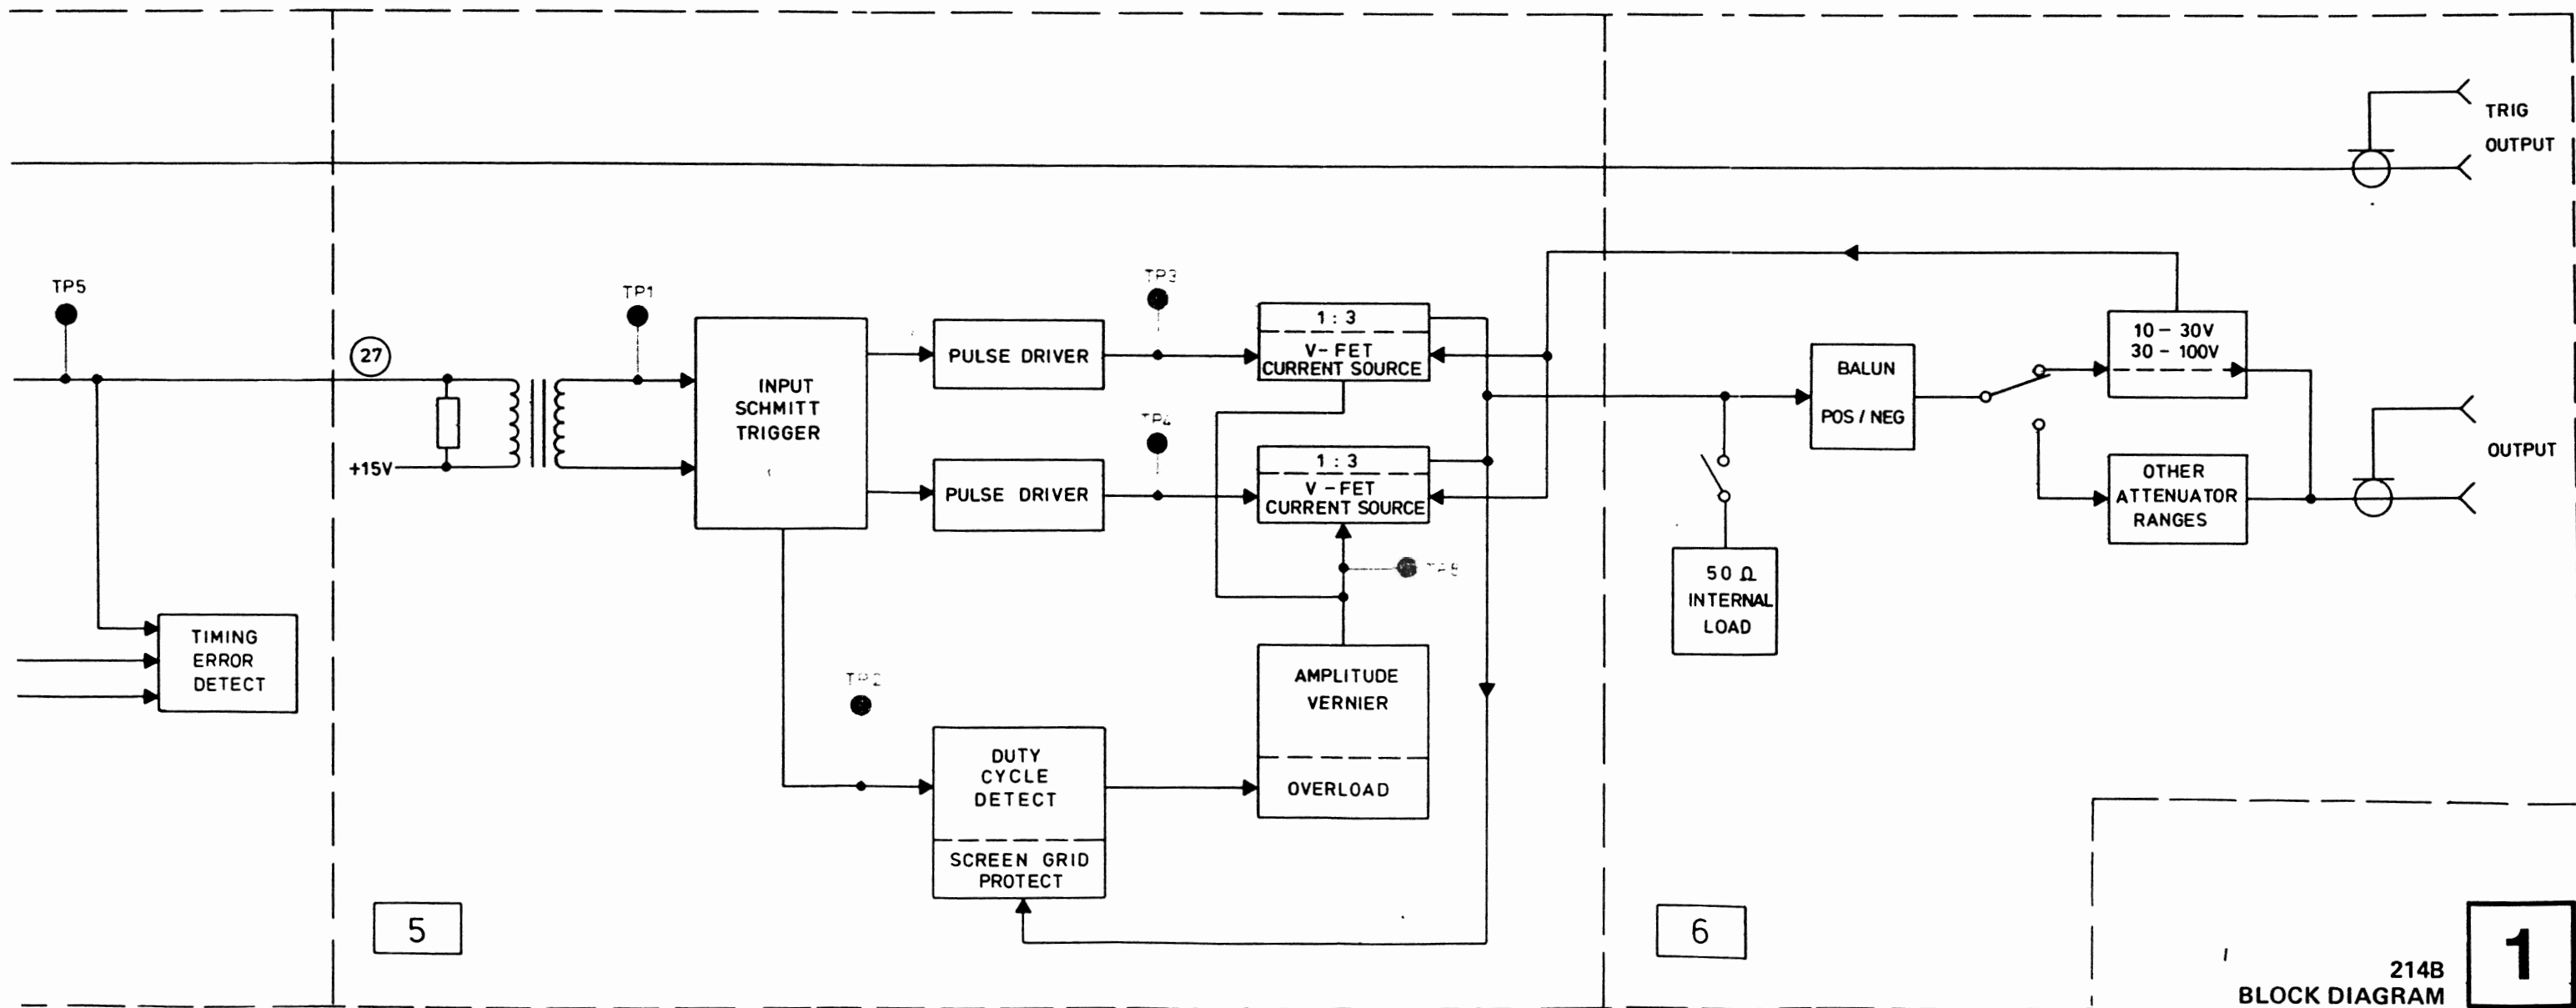 TRIG
OUTPUT
TP5
27
+15V
TP1
TP3
TP4
INPUT
SCHMITT
TRIGGER
PULSE DRIVER
PULSE DRIVER
1 : 3
V-FET
CURRENT SOURCE
1 : 3
V-FET
CURRENT SOURCE
10 - 30V
30 - 100V
BALUN
POS / NEG
OUTPUT
OTHER
ATTENUATOR
RANGES
50 Ω
INTERNAL
LOAD
TIMING
ERROR
DETECT
TP2
AMPLITUDE
VERNIER
OVERLOAD
DUTY
CYCLE
DETECT
SCREEN GRID
PROTECT
5
6
214B
BLOCK DIAGRAM
1